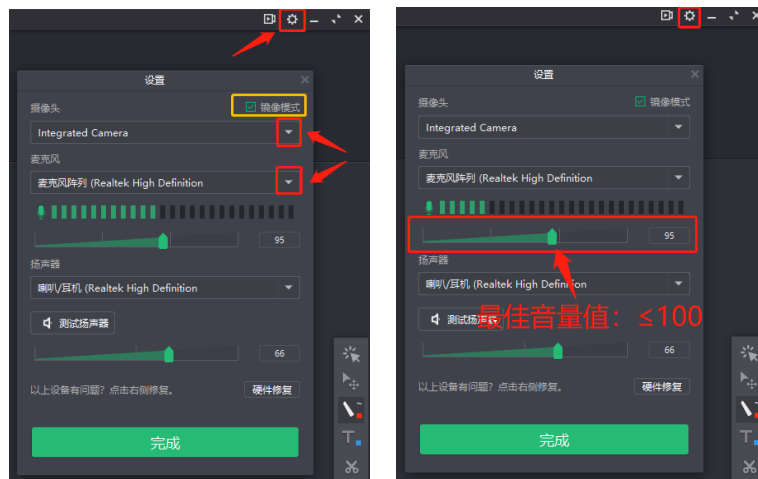 设置
摄像头
镜像模式
Integrated Camera
麦克风
麦克风阵列 (Realtek High Definition
95
扬声器
喇叭/耳机 (Realtek High Definition
测试扬声器
66
以上设备有问题？点击右侧修复。
硬件修复
完成
T
设置
摄像头
镜像模式
Integrated Camera
麦克风
麦克风阵列 (Realtek High Definition
95
扬声器
喇叭/耳机 (Realtek High Definition
测试扬声器
最佳音量值：≤100
66
以上设备有问题？点击右侧修复。
硬件修复
完成
T